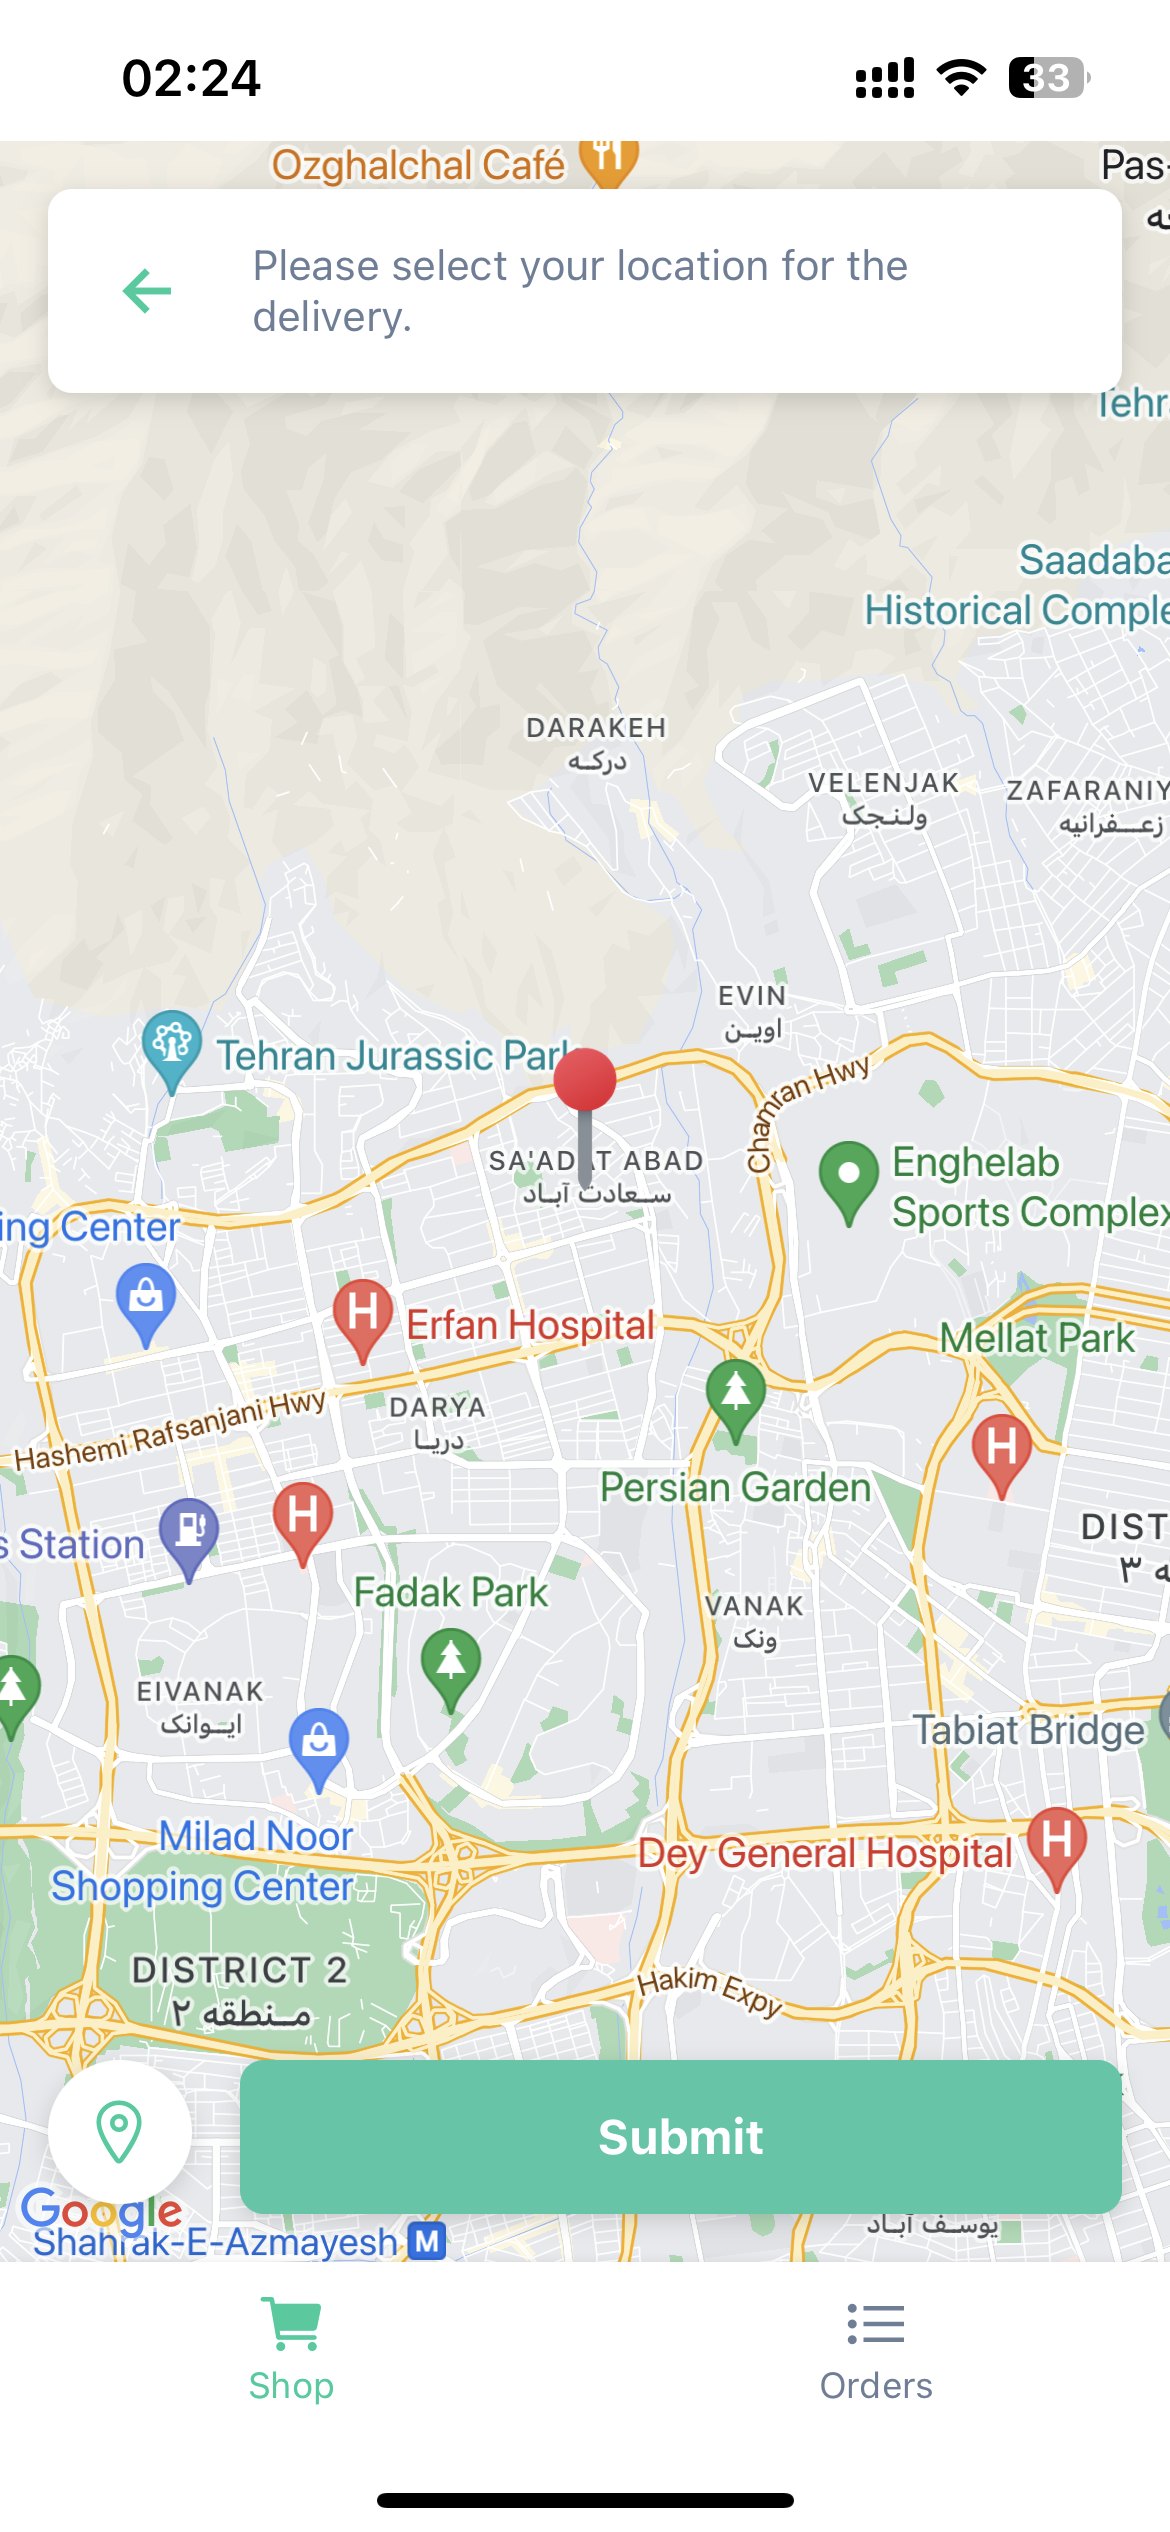 02:24
33
Ozghalchal Café
Pas-
Please select your location for the
delivery.
Tehr
Saadaba
Historical Comple
DARAKEH
درکه
VELENJAK
ولنجک
ZAFARANIY
زعفرانیه
EVIN
اوین
Tehran Jurassic Park
Chamran Hwy
SA'ADAT ABAD
سعادت آباد
Enghelab
Sports Complex
ing Center
H
Erfan Hospital
Mellat Park
Hashemi Rafsanjani Hwy
DARYA
دریا
H
Persian Garden
H
s Station
DIST
ه ۳
Fadak Park
VANAK
ونک
EIVANAK
ایوانک
Tabiat Bridge
Milad Noor
Shopping Center
Dey General Hospital
H
DISTRICT 2
منطقه ۲
Hakim Expy
Submit
Google
Shahrak-E-Azmayesh M
یوسف آباد
Shop
Orders